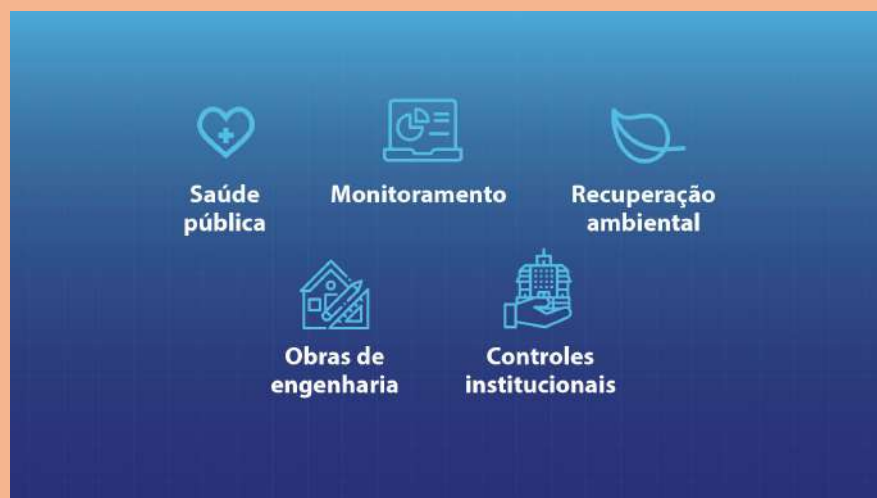 Saúde
pública
Monitoramento
Recuperação
ambiental
Obras de
engenharia
Controles
institucionais